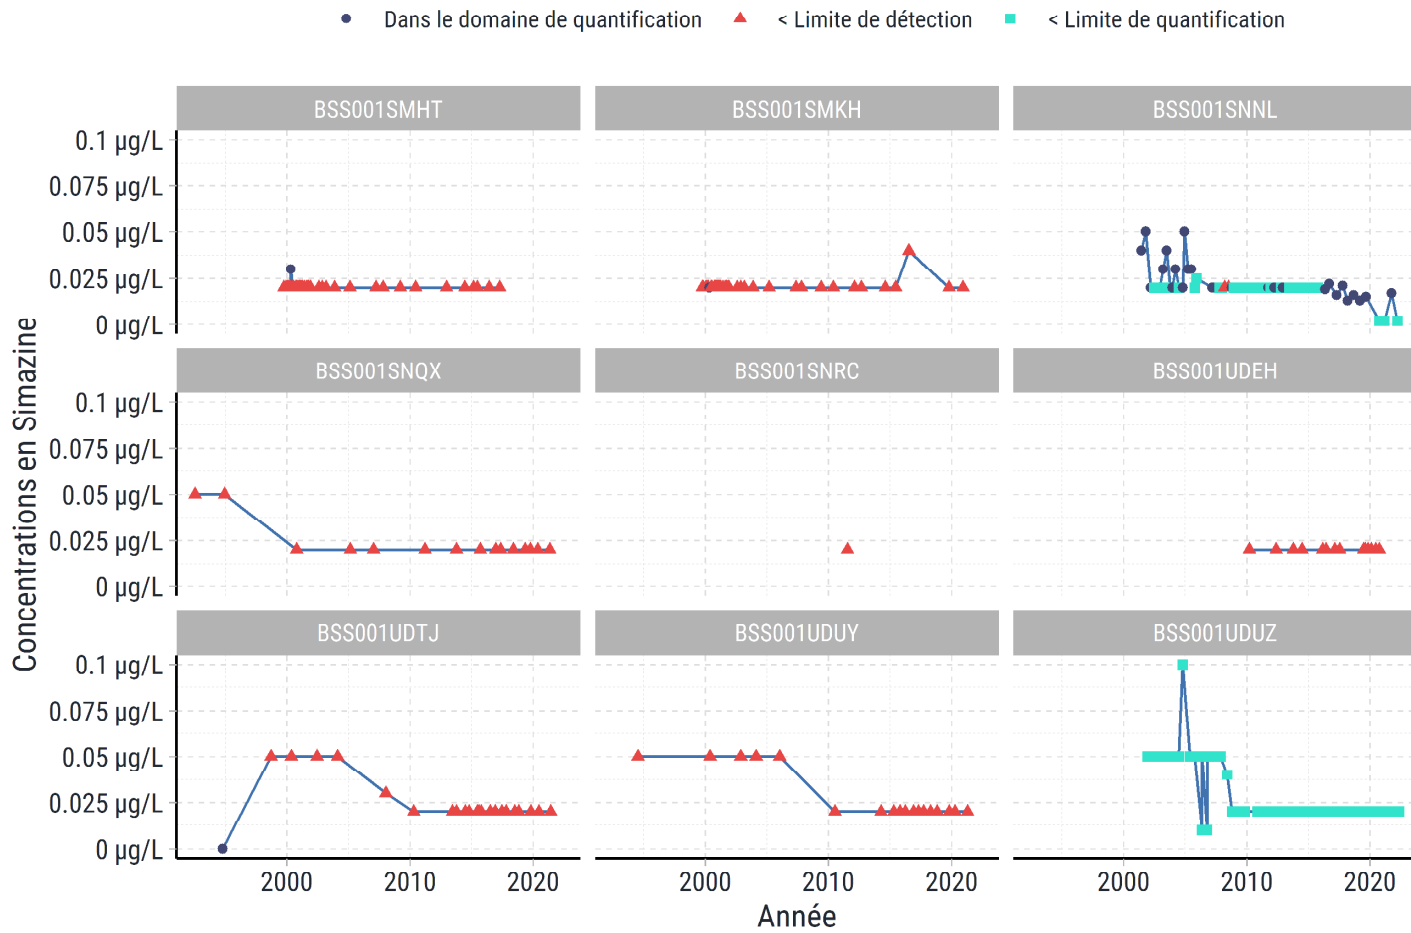 Dans le domaine de quantification < Limite de détection < Limite de quantification
BSS001SMHT BSS001SMKH BSS001SNNL
0.1 µg/L
0.075 µg/L
0.05 µg/L
0.025 µg/L
0 µg/L
BSS001SNQX BSS001SNRC BSS001UDEH
0.1 µg/L
0.075 µg/L
0.05 µg/L
0.025 µg/L
0 µg/L
BSS001UDTJ BSS001UDUY BSS001UDUZ
0.1 µg/L
0.075 µg/L
0.05 µg/L
0.025 µg/L
0 µg/L
2000 2010 2020 2000 2010 2020 2000 2010 2020
Année
Concentrations en Simazine